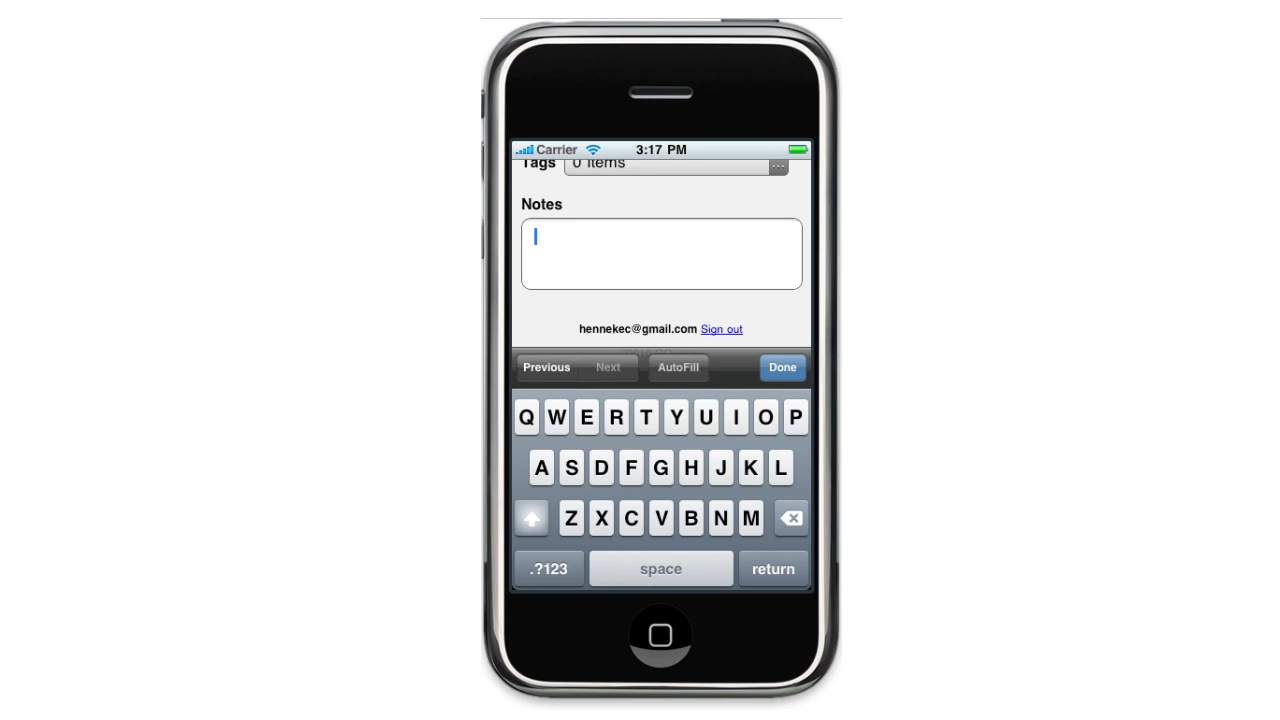 Carrier 3:17 PM
Tags 0 items ...
Notes
hennekec@gmail.com Sign out
Previous Next AutoFill Done
Q W E R T Y U I O P
A S D F G H J K L
Z X C V B N M
.?123 space return